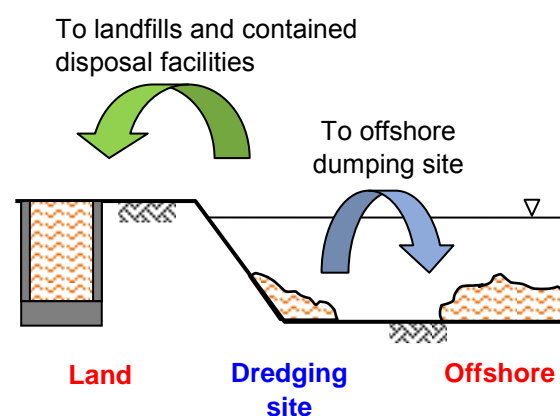 To landfills and contained
disposal facilities
To offshore
dumping site
Land
Dredging
site
Offshore